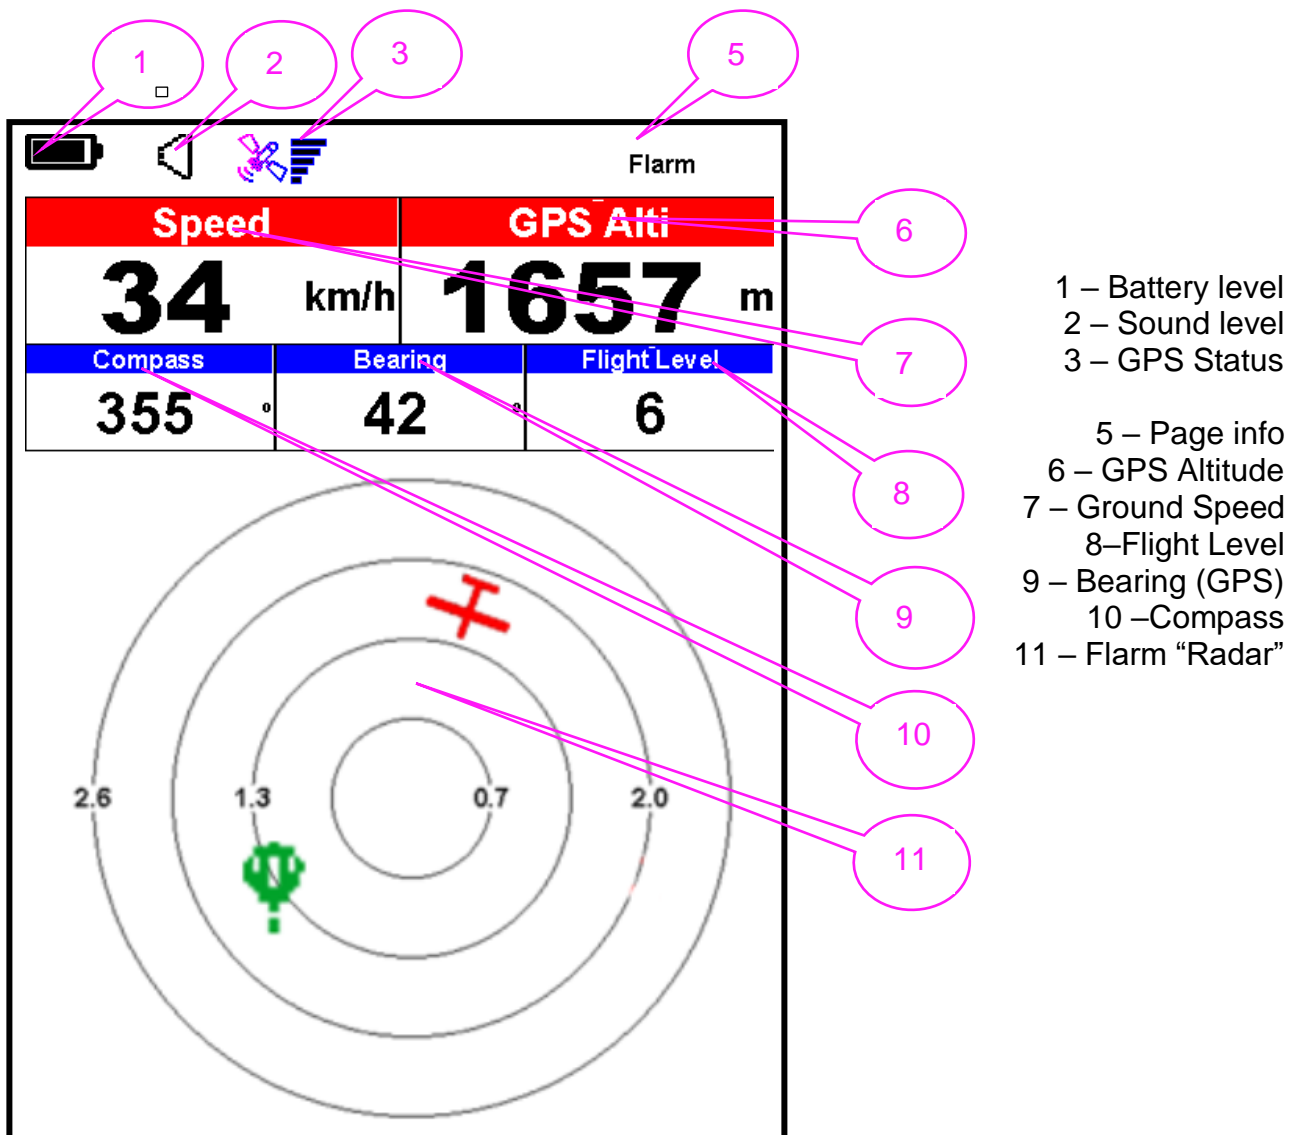 1 2 3 5
Flarm
Speed GPS Alti
34 km/h 1657 m
Compass Bearing Flight Level
355 ° 42 ° 6
2.6 1.3 0.7 2.0
6
7
8
9
10
11
1 – Battery level
2 – Sound level
3 – GPS Status
5 – Page info
6 – GPS Altitude
7 – Ground Speed
8–Flight Level
9 – Bearing (GPS)
10 –Compass
11 – Flarm “Radar”